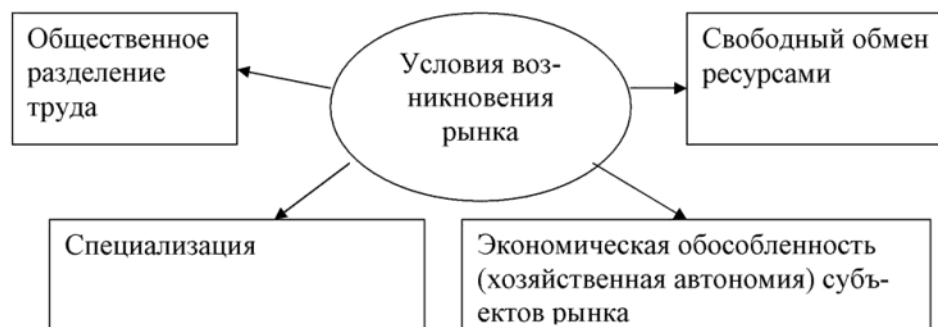 Общественное
разделение
труда
Условия воз-
никновения
рынка
Свободный обмен
ресурсами
Специализация
Экономическая обособленность
(хозяйственная автономия) субъ-
ектов рынка